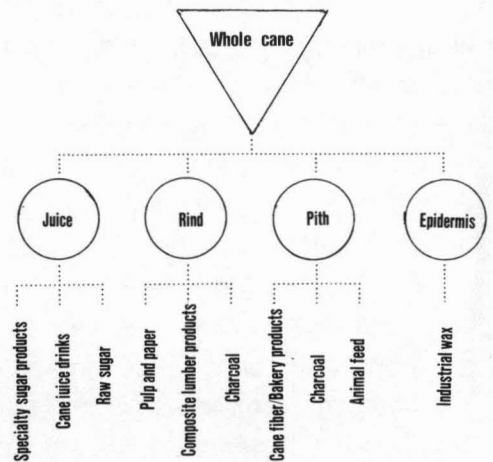 Whole cane
Juice
Rind
Pith
Epidermis
Specialty sugar products
Cane juice drinks
Raw sugar
Pulp and paper
Composite lumber products
Charcoal
Cane fiber/Bakery products
Charcoal
Animal feed
Industrial wax